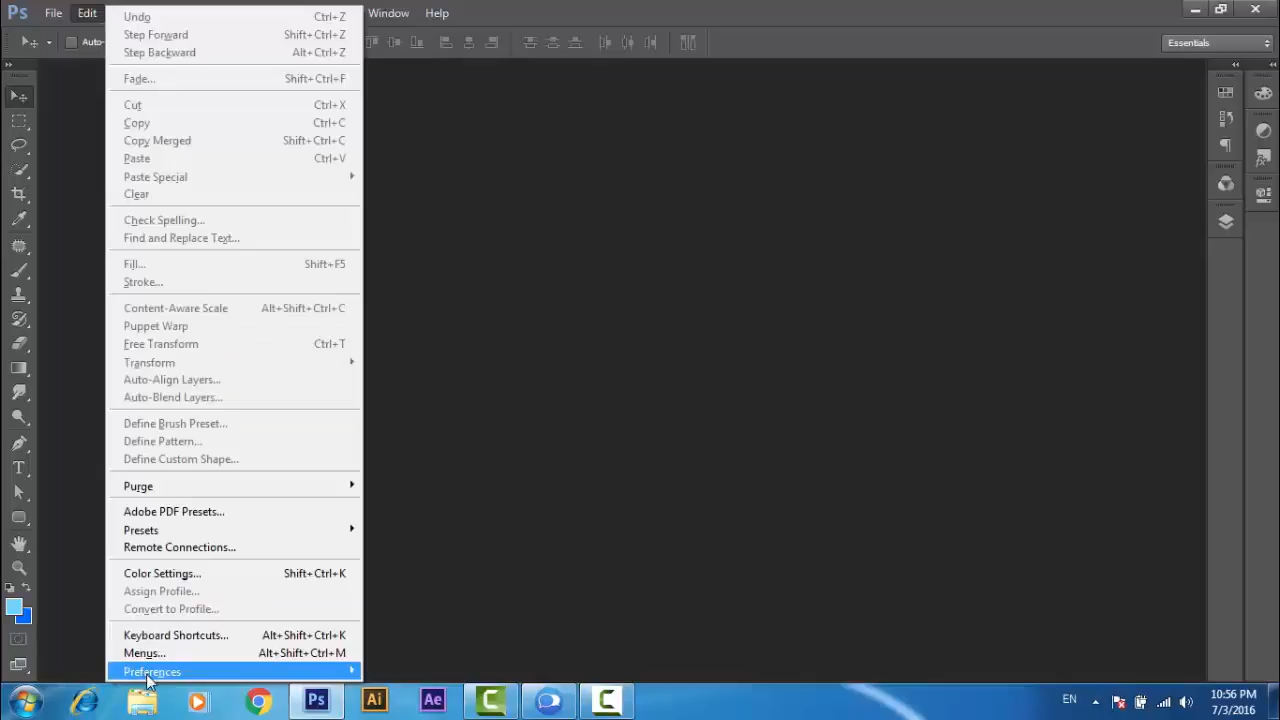 Ps File Edit Window Help
Auto- Essentials
Undo Ctrl+Z
Step Forward Shift+Ctrl+Z
Step Backward Alt+Ctrl+Z
Fade... Shift+Ctrl+F
Cut Ctrl+X
Copy Ctrl+C
Copy Merged Shift+Ctrl+C
Paste Ctrl+V
Paste Special
Clear
Check Spelling...
Find and Replace Text...
Fill... Shift+F5
Stroke...
Content-Aware Scale Alt+Shift+Ctrl+C
Puppet Warp
Free Transform Ctrl+T
Transform
Auto-Align Layers...
Auto-Blend Layers...
Define Brush Preset...
Define Pattern...
Define Custom Shape...
Purge
Adobe PDF Presets...
Presets
Remote Connections...
Color Settings... Shift+Ctrl+K
Assign Profile...
Convert to Profile...
Keyboard Shortcuts... Alt+Shift+Ctrl+K
Menus... Alt+Shift+Ctrl+M
Preferences
Ps Ai Ae EN 10:56 PM
7/3/2016